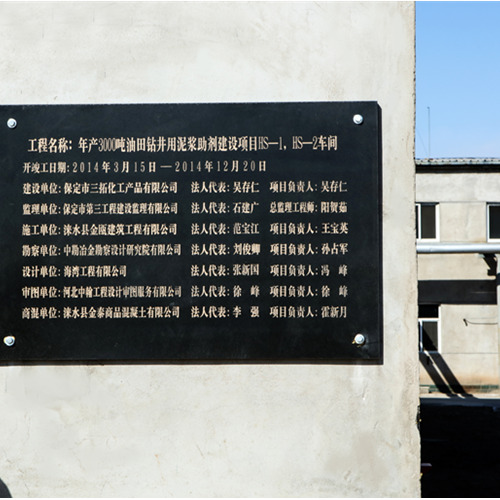 工程名称：年产3000吨油田钻井用泥浆助剂建设项目HS—1，HS—2车间
开竣工日期：2014年3月15日—2014年12月20日
建设单位：保定市三拓化工产品有限公司 法人代表：吴存仁 项目负责人：吴存仁
监理单位：保定市第三工程建设监理有限公司 法人代表：石建广 总监理工程师：阳贺茹
施工单位：涞水县金瓯建筑工程有限公司 法人代表：范宝江 项目负责人：王宝英
勘察单位：中勘冶金勘察设计研究院有限公司 法人代表：刘俊卿 项目负责人：孙占军
设计单位：海湾工程有限公司 法人代表：张新国 项目负责人：冯峰
审图单位：河北中翰工程设计审图服务有限公司 法人代表：徐峰 项目负责人：徐峰
商混单位：涞水县金泰商品混凝土有限公司 法人代表：李强 项目负责人：霍新月